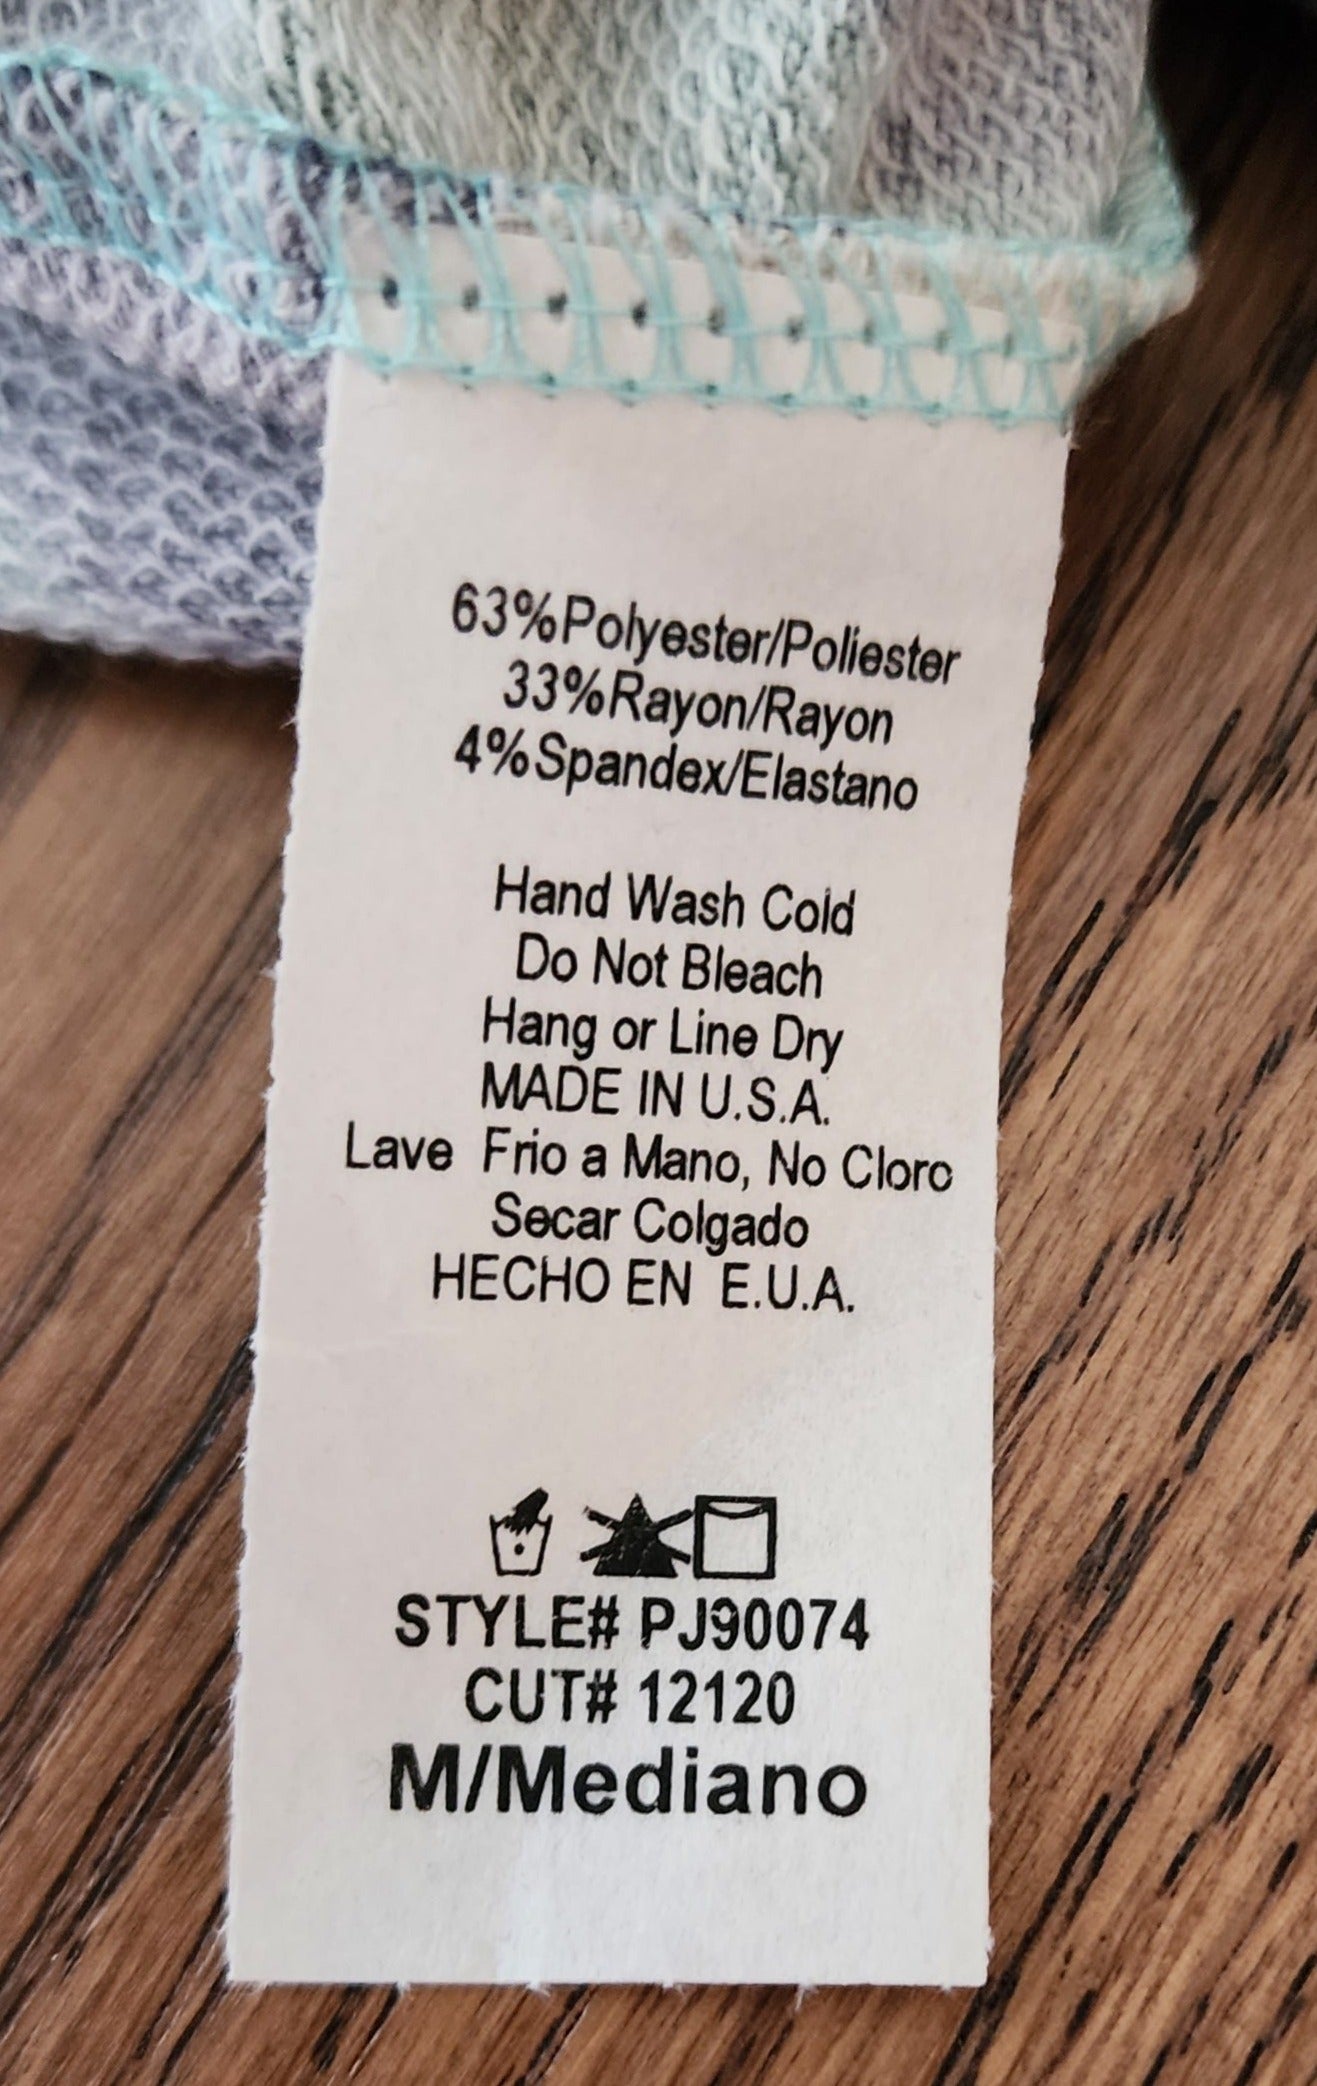 63%Polyester/Poliester
33%Rayon/Rayon
4%Spandex/Elastano
Hand Wash Cold
Do Not Bleach
Hang or Line Dry
MADE IN U.S.A.
Lave Frio a Mano, No Cloro
Secar Colgado
HECHO EN E.U.A.
STYLE# PJ90074
CUT# 12120
M/Mediano